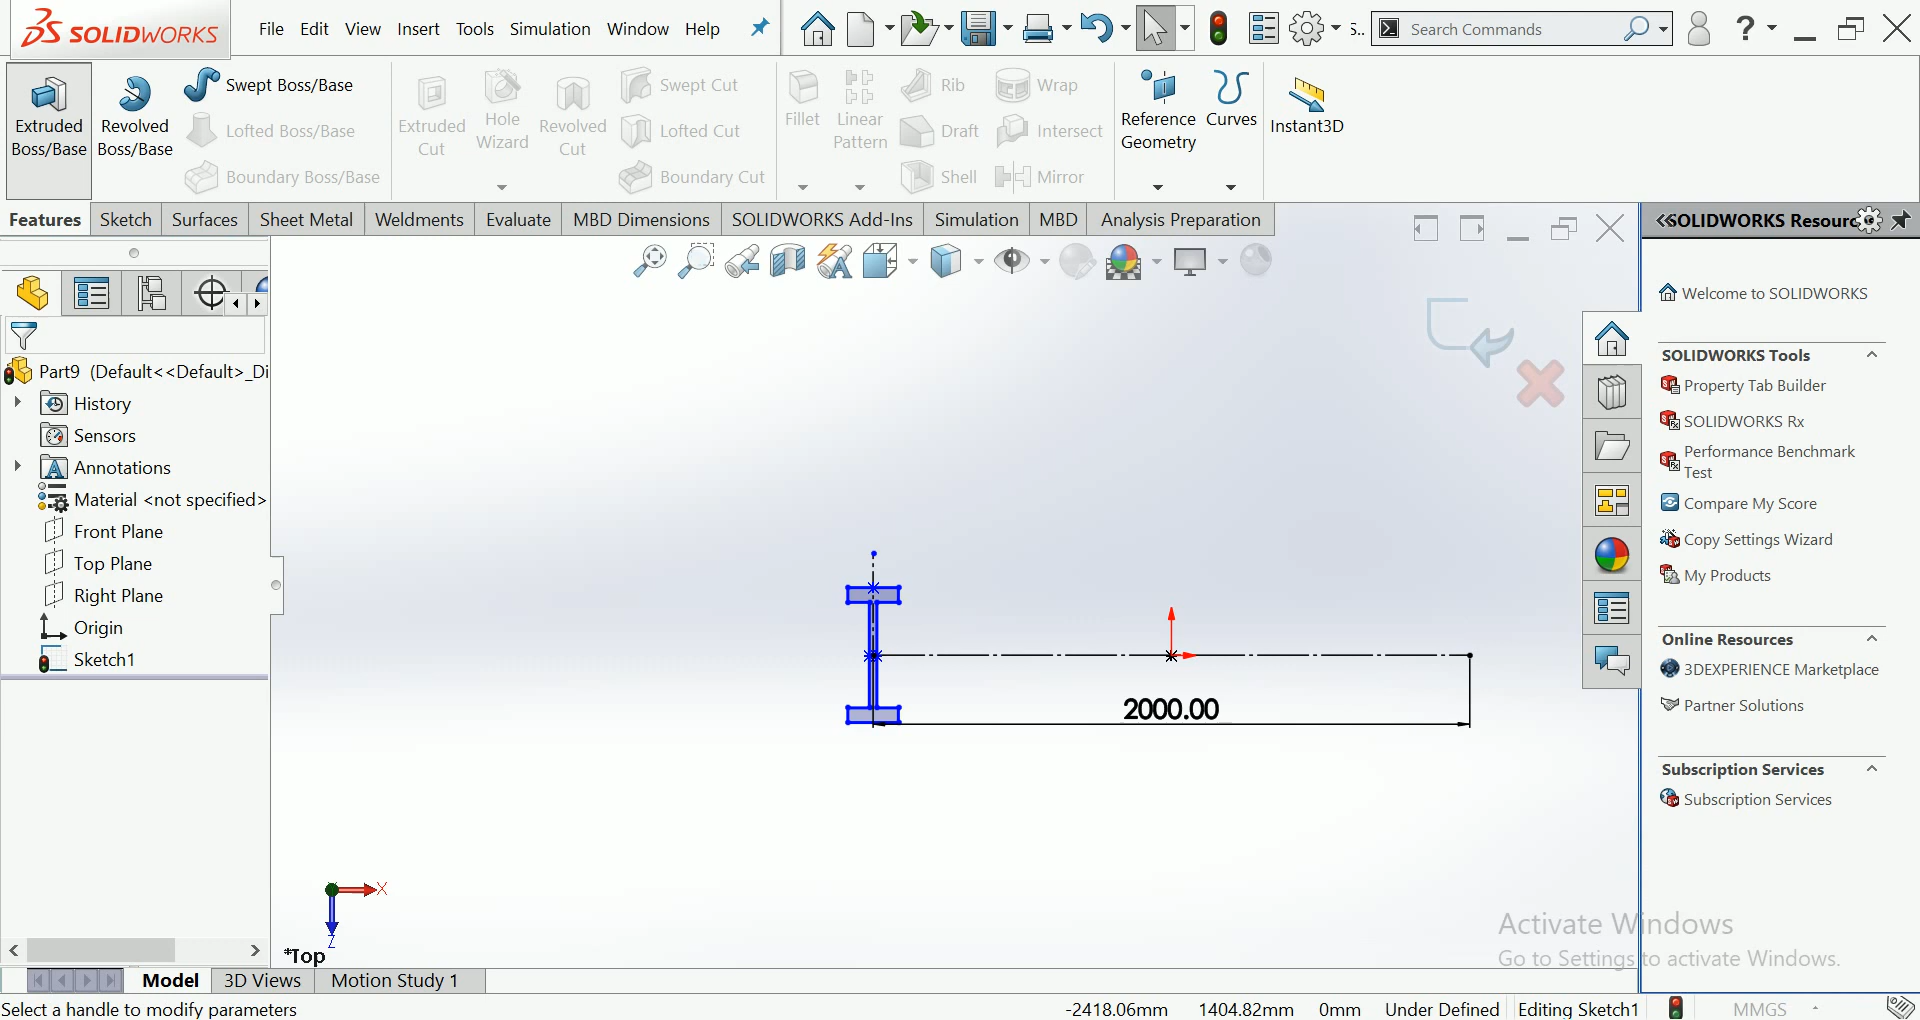 SOLIDWORKS
File Edit View Insert Tools Simulation Window Help
S..
Search Commands
?
Extruded Boss/Base
Revolved Boss/Base
Swept Boss/Base
Lofted Boss/Base
Boundary Boss/Base
Extruded Cut
Hole Wizard
Revolved Cut
Swept Cut
Lofted Cut
Boundary Cut
Fillet
Linear Pattern
Rib
Draft
Shell
Wrap
Intersect
Mirror
Reference Geometry
Curves
Instant3D
Features Sketch Surfaces Sheet Metal Weldments Evaluate MBD Dimensions SOLIDWORKS Add-Ins Simulation MBD Analysis Preparation
Part9 (Default<<Default>_Di
History
Sensors
Annotations
Material <not specified>
Front Plane
Top Plane
Right Plane
Origin
Sketch1
2000.00
X
Z
*Top
SOLIDWORKS Resourc
Welcome to SOLIDWORKS
SOLIDWORKS Tools
Property Tab Builder
SOLIDWORKS Rx
Performance Benchmark
Test
Compare My Score
Copy Settings Wizard
My Products
Online Resources
3DEXPERIENCE Marketplace
Partner Solutions
Subscription Services
Subscription Services
Activate Windows
Go to Settings to activate Windows.
Model 3D Views Motion Study 1
Select a handle to modify parameters
-2418.06mm 1404.82mm 0mm Under Defined Editing Sketch1 MMGS